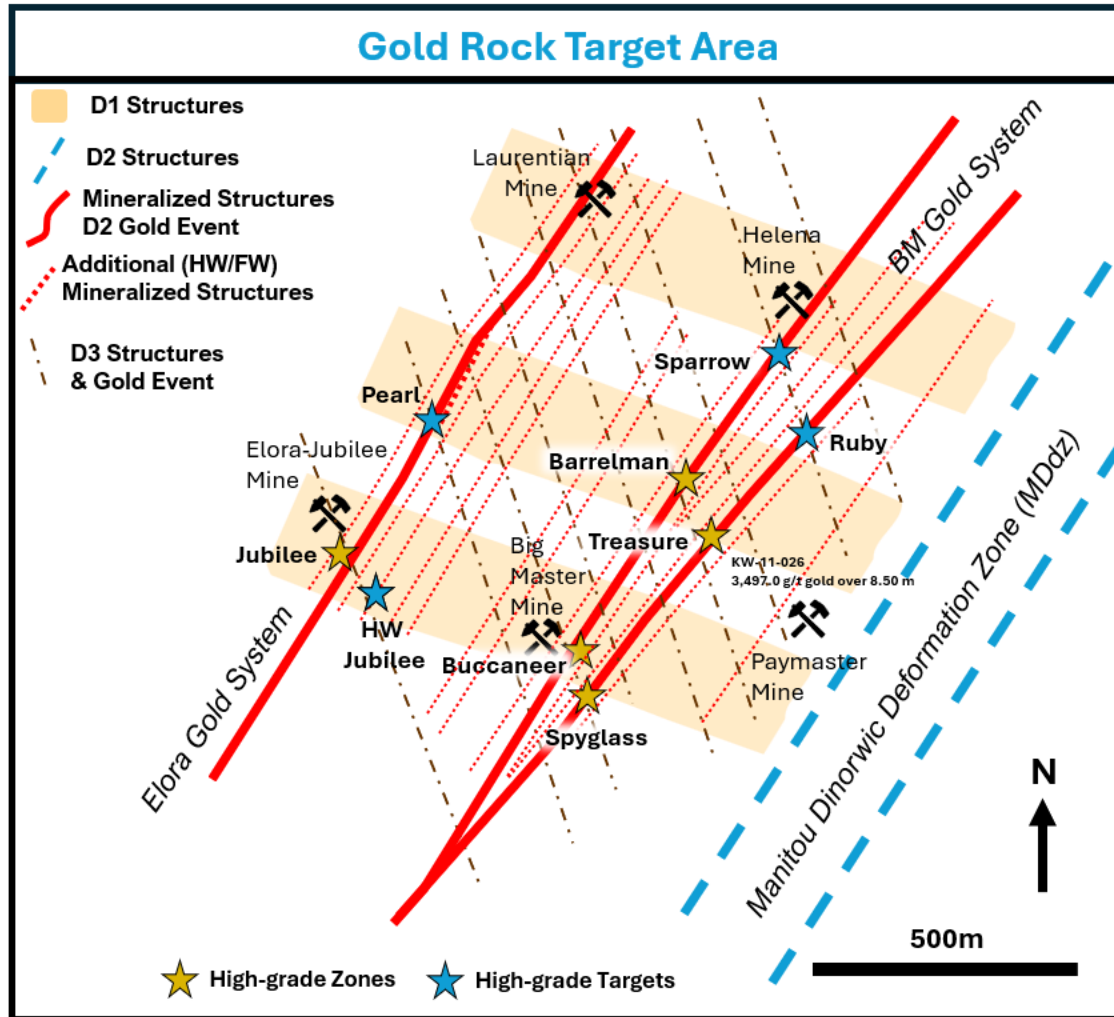 Gold Rock Target Area
D1 Structures
D2 Structures
Mineralized Structures
D2 Gold Event
Additional (HW/FW)
Mineralized Structures
D3 Structures
& Gold Event
Laurentian
Mine
Helena
Mine
BM Gold System
Sparrow
Pearl
Ruby
Elora-Jubilee
Mine
Barrelman
Jubilee
Treasure
Big
Master
Mine
KW-11-026
3,497.0 g/t gold over 8.50 m
HW
Jubilee
Buccaneer
Paymaster
Mine
Spyglass
Elora Gold System
Manitou Dinorwic Deformation Zone (MDdz)
N
500m
High-grade Zones
High-grade Targets